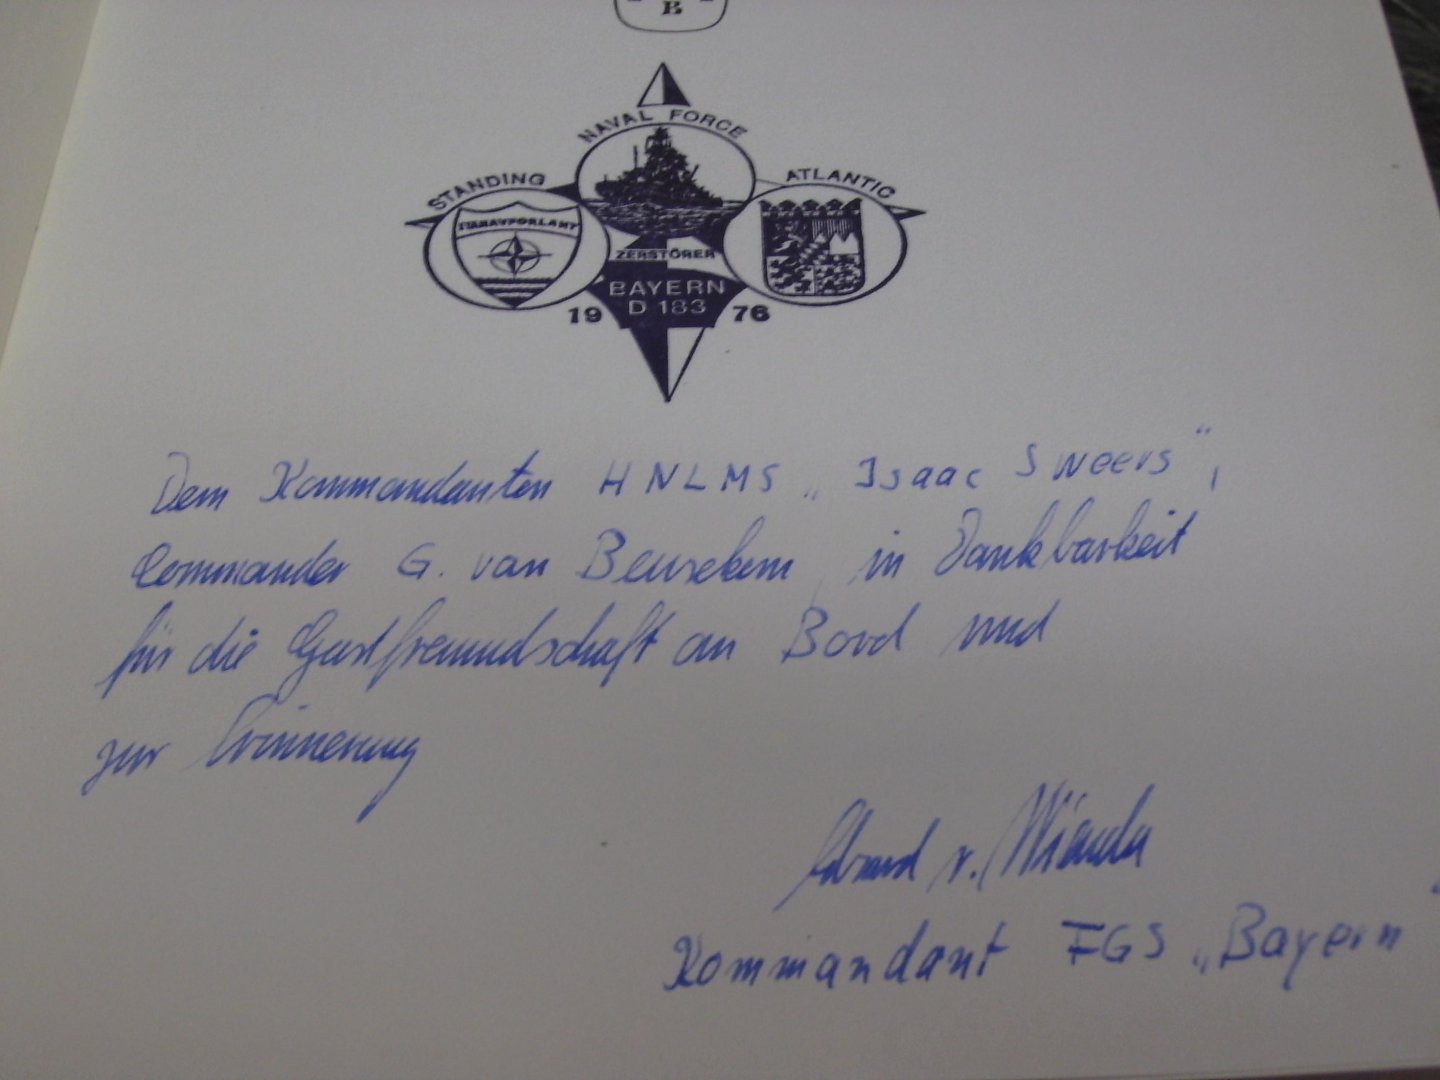 B
NAVAL FORCE
STANDING
ATLANTIC
STANAVFORLANT
ZERSTÖRER
BAYERN
D 183
19 76
Dem Kommandanten HNLMS „Isaac Sweers“,
Commander G. van Beusekom, in Dankbarkeit
für die Gastfreundschaft an Bord und
zur Erinnerung
v.
Kommandant FGS „Bayern“